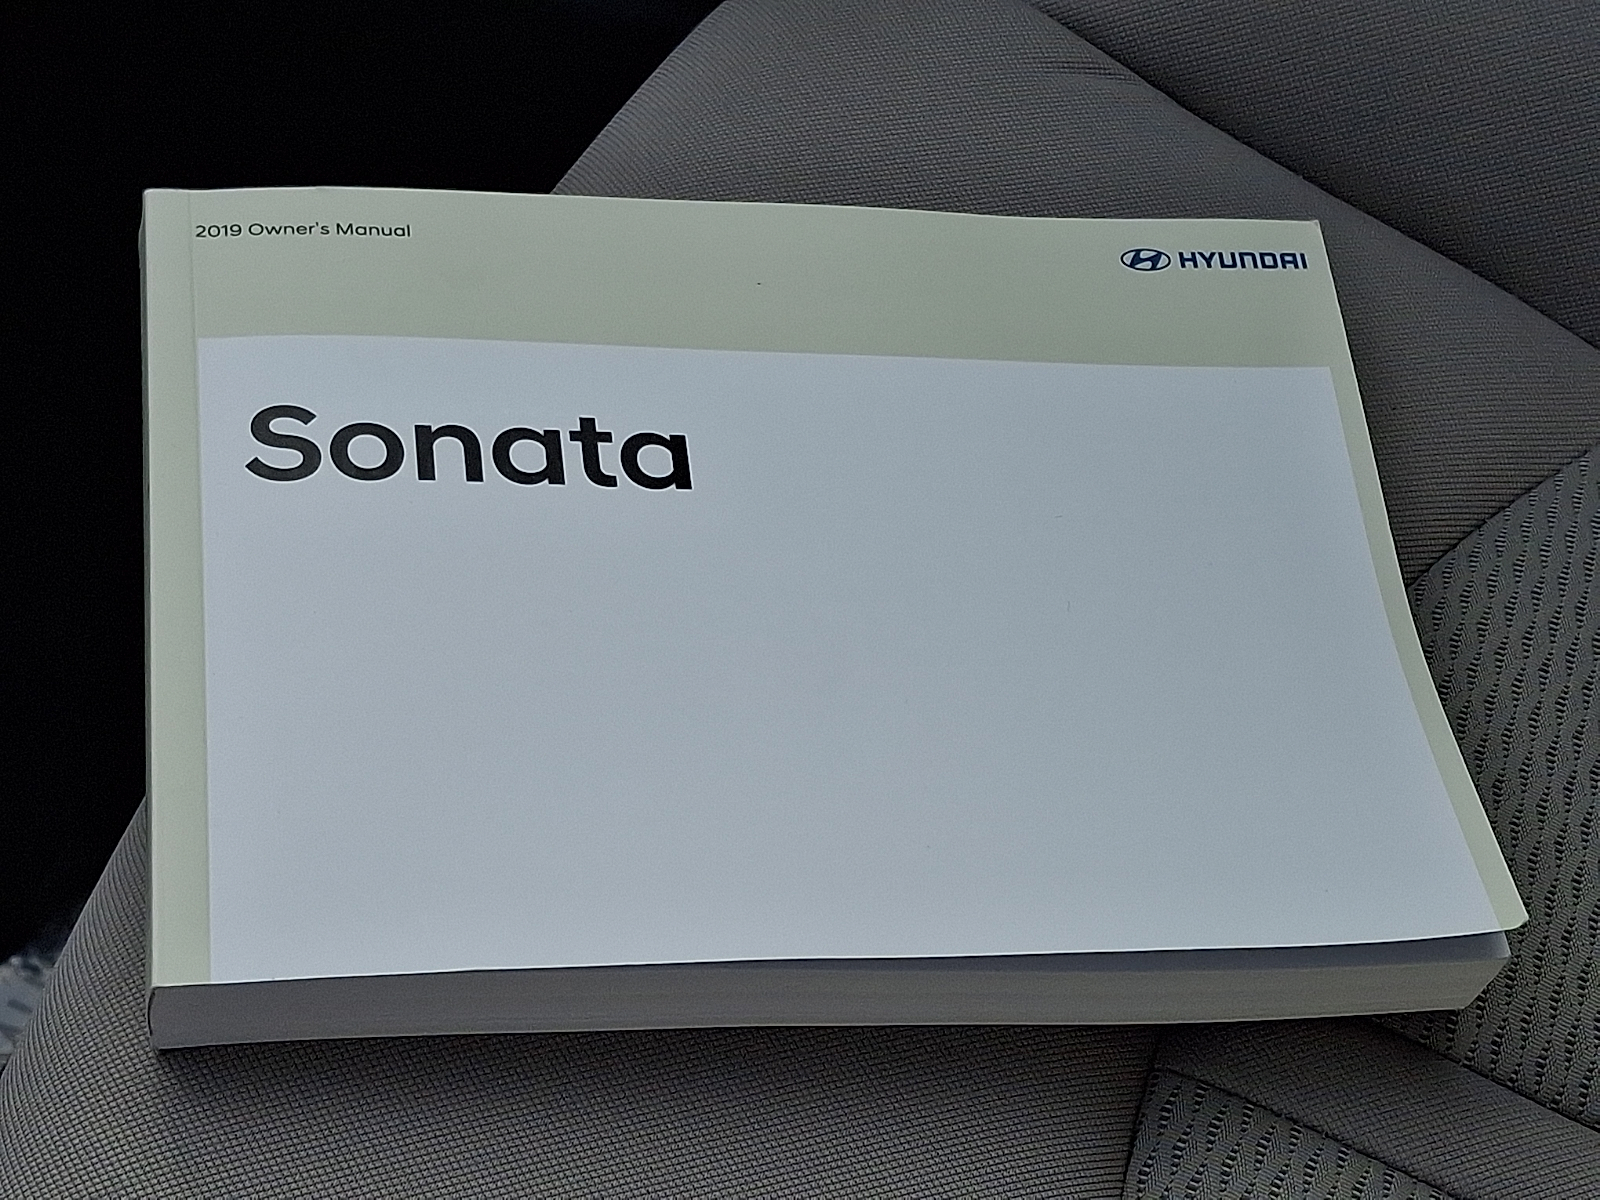 2019 Owner's Manual
HYUNDAI
Sonata